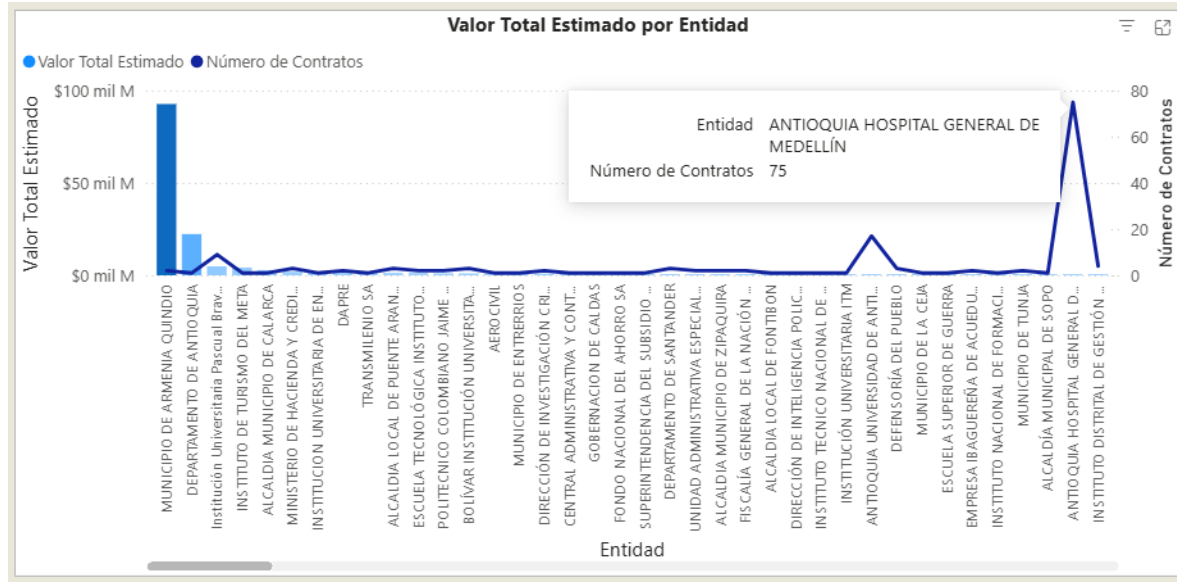 Valor Total Estimado por Entidad
Valor Total Estimado
Número de Contratos
Valor Total Estimado
$100 mil M
$50 mil M
$0 mil M
Entidad ANTIOQUIA HOSPITAL GENERAL DE
MEDELLÍN
Número de Contratos 75
80
60
40
20
0
Número de Contratos
MUNICIPIO DE ARMENIA QUINDIO
DEPARTAMENTO DE ANTIOQUIA
Institución Universitaria Pascual Brav...
INSTITUTO DE TURISMO DEL META
ALCALDIA MUNICIPIO DE CALARCA
MINISTERIO DE HACIENDA Y CREDI...
INSTITUCION UNIVERSITARIA DE EN...
DAPRE
TRANSMILENIO SA
ALCALDIA LOCAL DE PUENTE ARAN...
ESCUELA TECNOLÓGICA INSTITUTO...
POLITECNICO COLOMBIANO JAIME ...
BOLÍVAR INSTITUCIÓN UNIVERSITA...
AEROCIVIL
MUNICIPIO DE ENTRERRIOS
DIRECCIÓN DE INVESTIGACIÓN CRI...
CENTRAL ADMINISTRATIVA Y CONT...
GOBERNACION DE CALDAS
FONDO NACIONAL DEL AHORRO SA
SUPERINTENDENCIA DEL SUBSIDIO ...
DEPARTAMENTO DE SANTANDER
UNIDAD ADMINISTRATIVA ESPECIAL...
ALCALDIA MUNICIPIO DE ZIPAQUIRA
FISCALÍA GENERAL DE LA NACIÓN ...
ALCALDIA LOCAL DE FONTIBON
DIRECCIÓN DE INTELIGENCIA POLIC...
INSTITUTO TECNICO NACIONAL DE ...
INSTITUCIÓN UNIVERSITARIA ITM
ANTIOQUIA UNIVERSIDAD DE ANTI...
DEFENSORÍA DEL PUEBLO
MUNICIPIO DE LA CEJA
ESCUELA SUPERIOR DE GUERRA
EMPRESA IBAGUEREÑA DE ACUEDU...
INSTITUTO NACIONAL DE FORMACI...
MUNICIPIO DE TUNJA
ALCALDÍA MUNICIPAL DE SOPO
ANTIOQUIA HOSPITAL GENERAL D...
INSTITUTO DISTRITAL DE GESTIÓN ...
Entidad